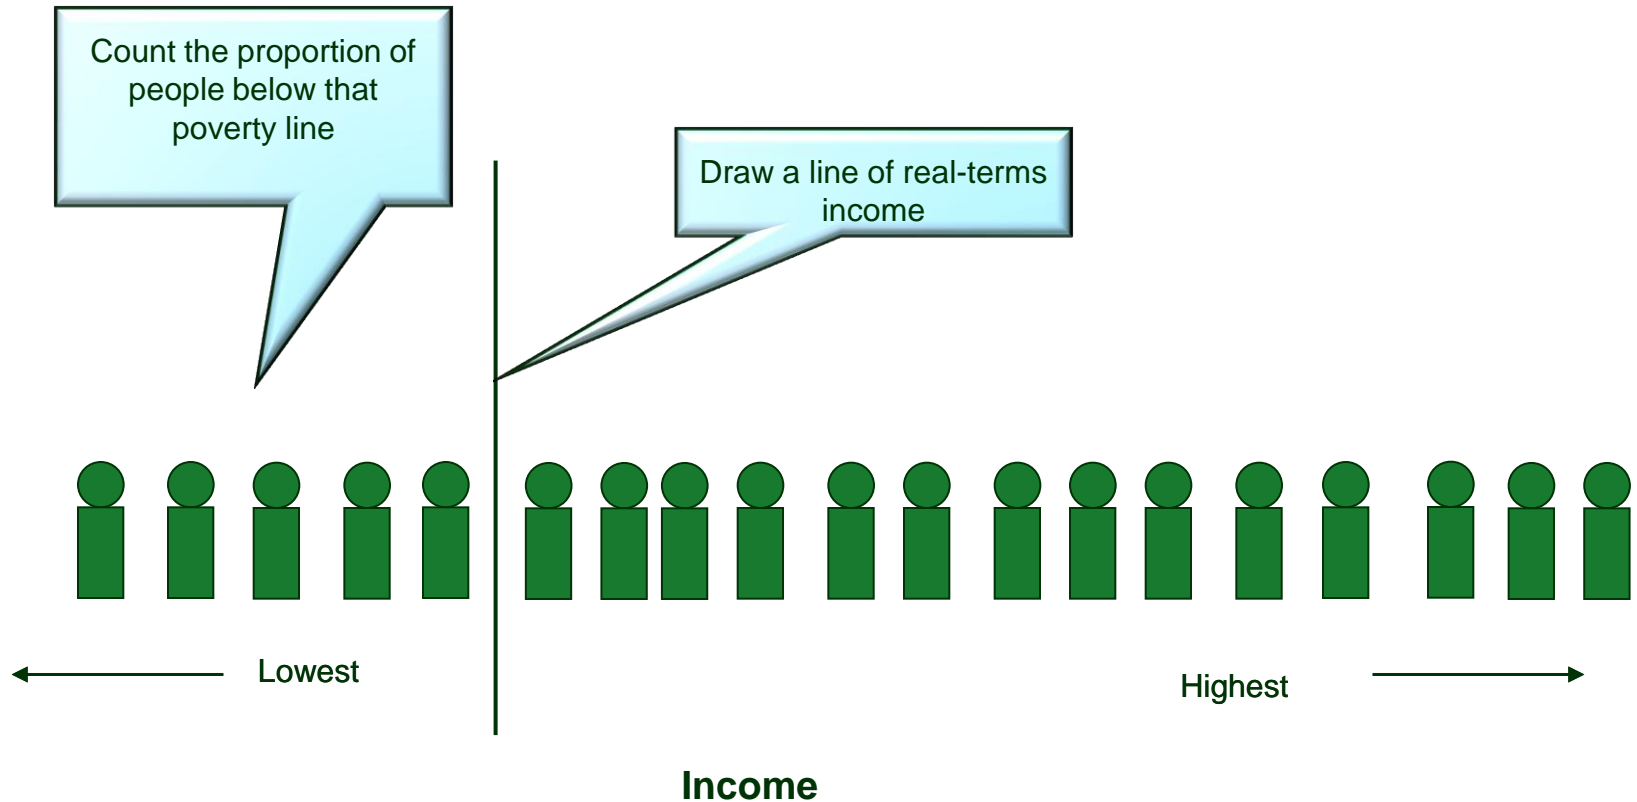 Count the proportion of
people below that
poverty line
Draw a line of real-terms
income
Lowest
Highest
Income